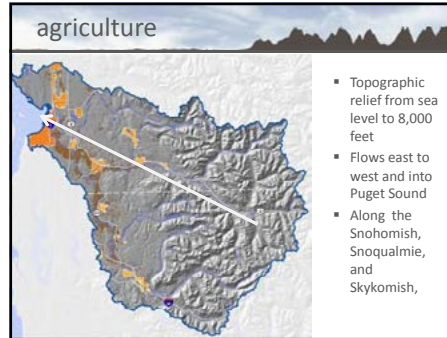 agriculture
▪ Topographic
relief from sea
level to 8,000
feet
▪ Flows east to
west and into
Puget Sound
▪ Along the
Snohomish,
Snoqualmie,
and
Skykomish,